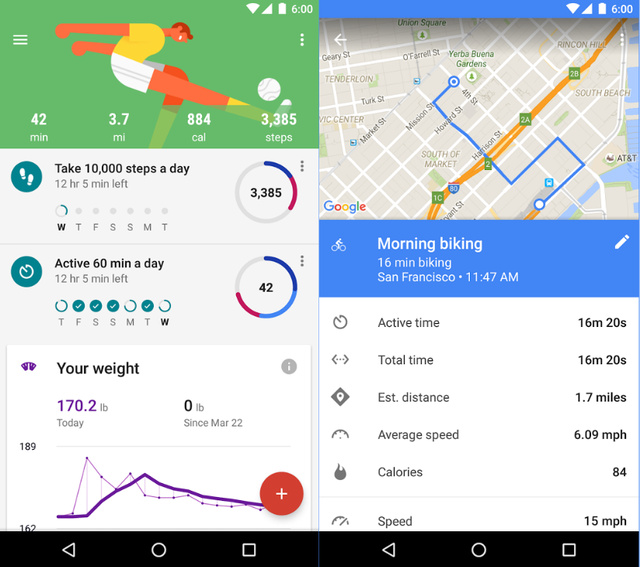 6:00
42
min
3.7
mi
884
cal
3,385
steps
Take 10,000 steps a day
12 hr 5 min left
3,385
W T F S S M T
Active 60 min a day
12 hr 5 min left
42
T F S S M T W
Your weight
170.2 lb
Today
0 lb
Since Mar 22
189
162
6:00
Union Square
Geary St
O'Farrell St
Yerba Buena
Gardens
RINCON HILL
TENDERLOIN
Turk St
4th St
2B
SOUTH BEACH
Mission St
Howard St
VIC CENTER
Market St
2A
Harrison St
SOUTH OF
MARKET
2
AT&T
80
1C
Bryant St
Google
Morning biking
16 min biking
San Francisco • 11:47 AM
Active time 16m 20s
Total time 16m 20s
Est. distance 1.7 miles
Average speed 6.09 mph
Calories 84
Speed 15 mph